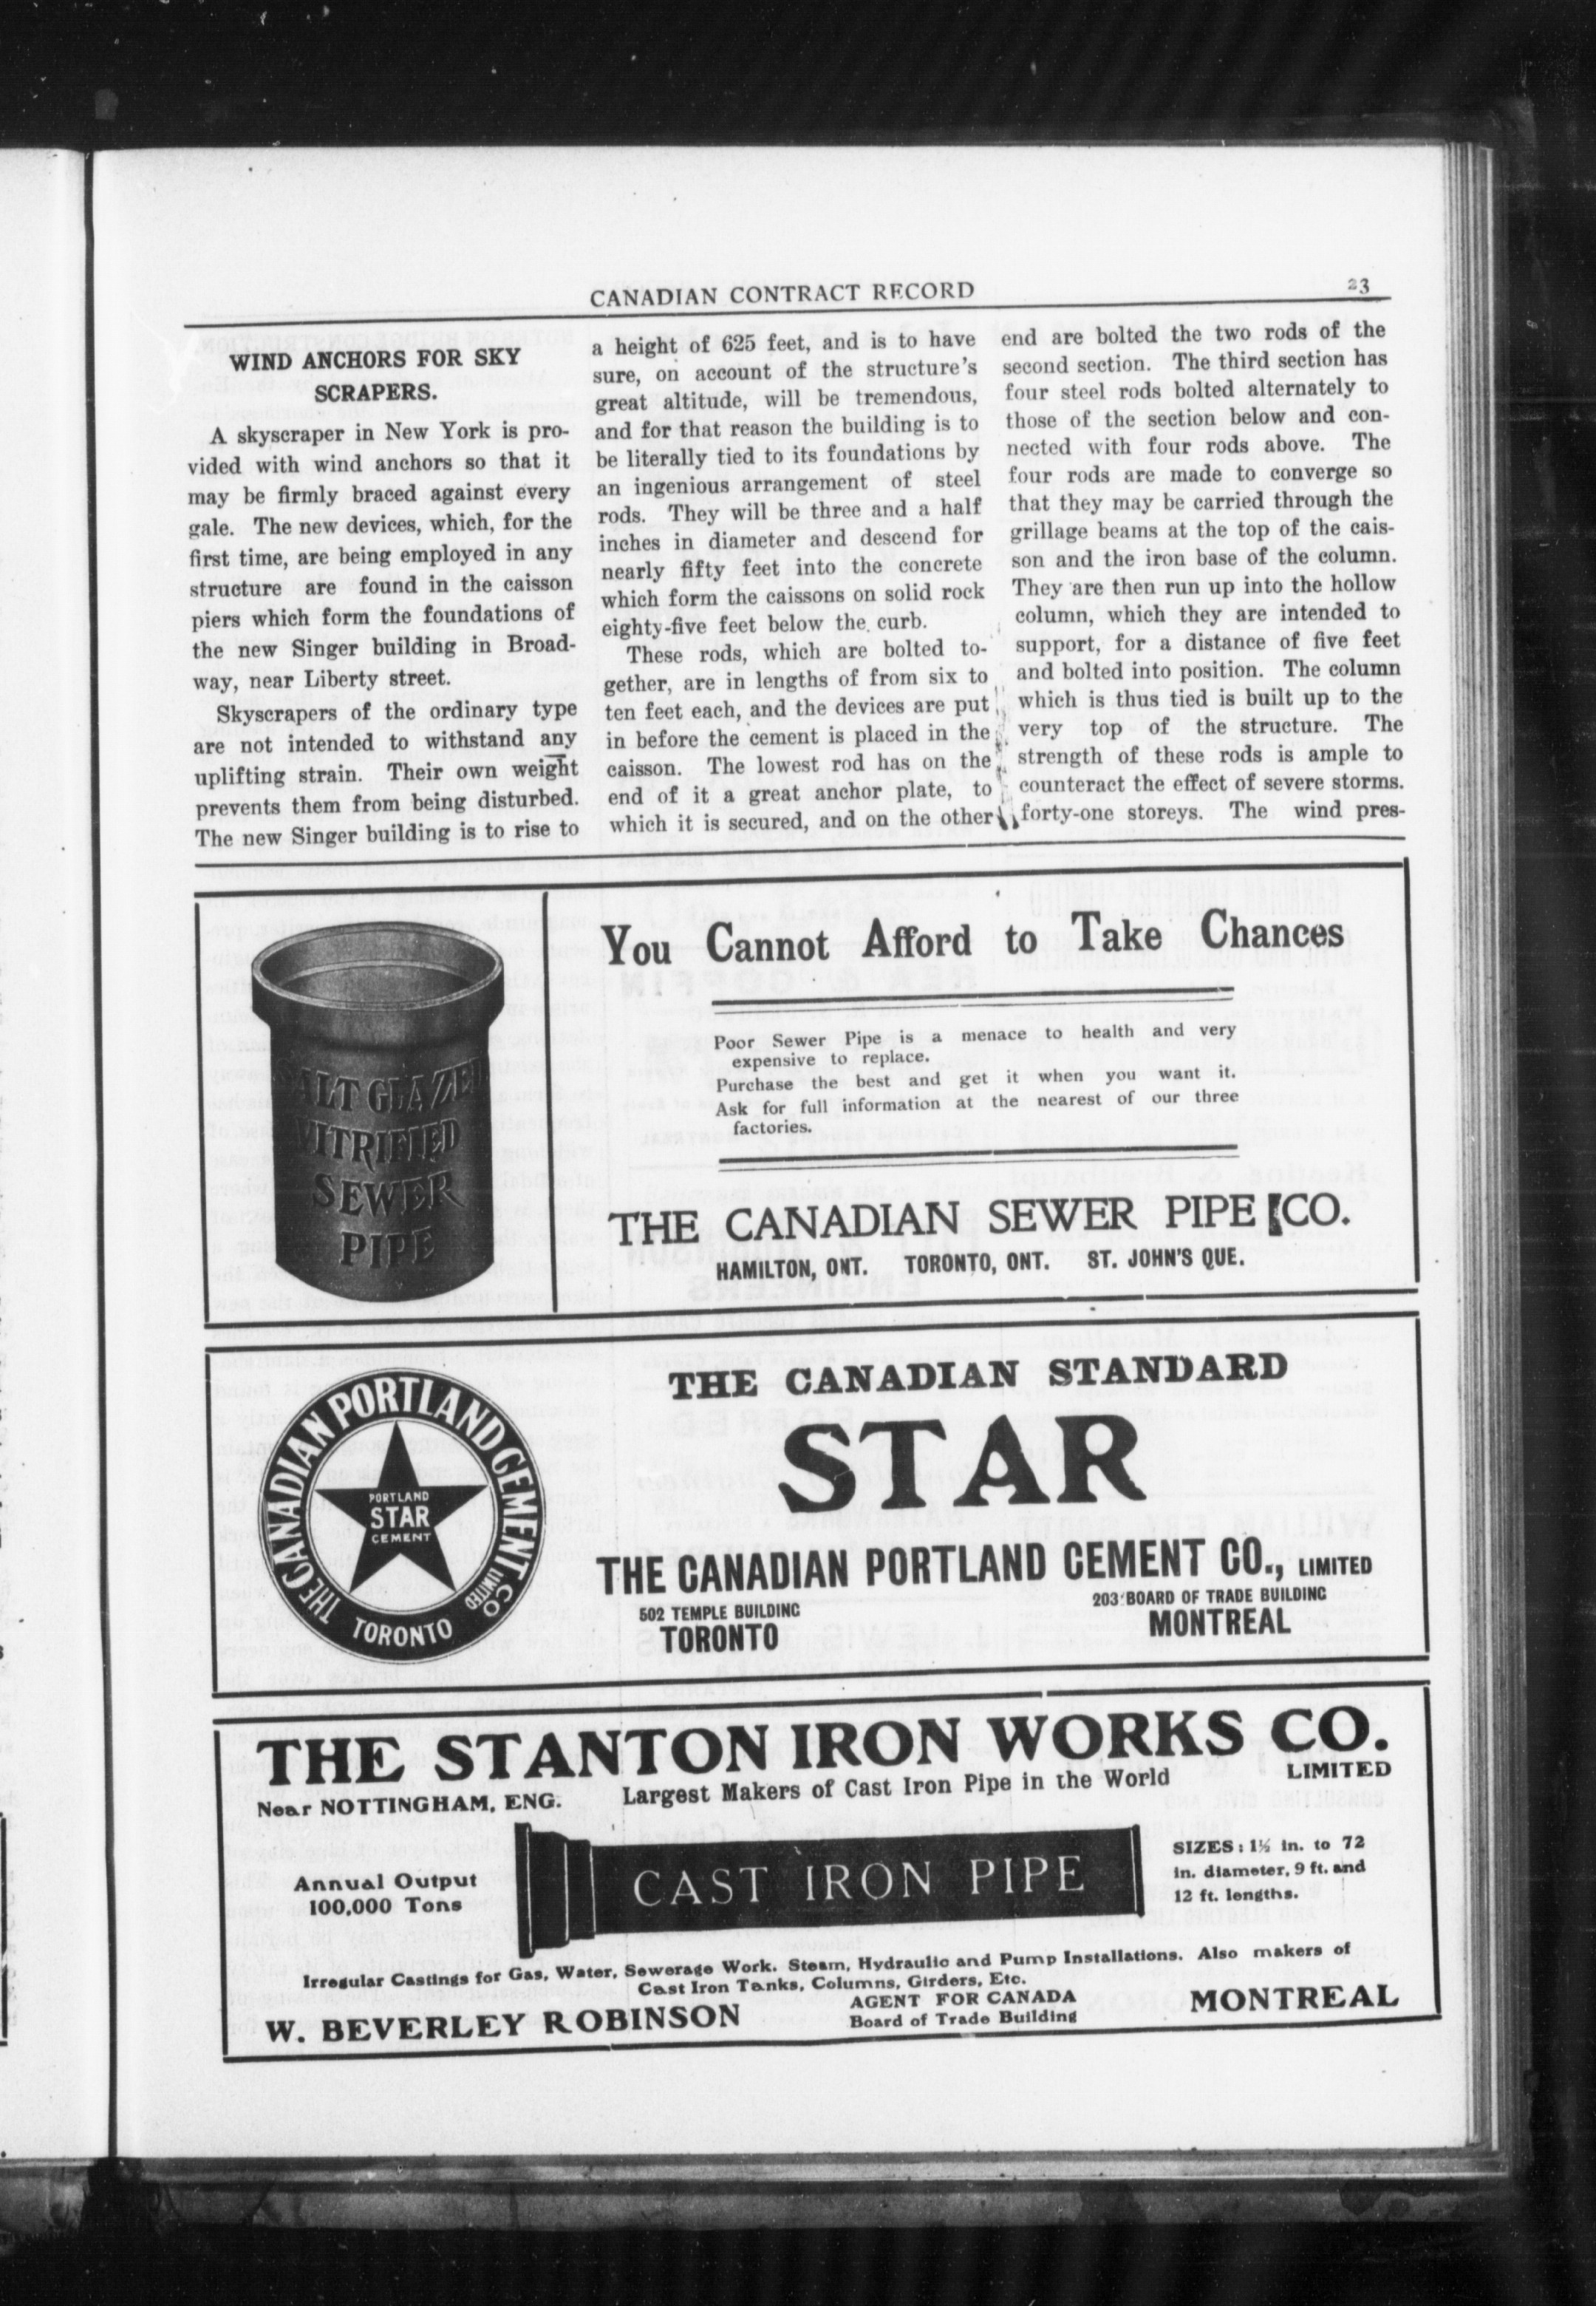 CANADIAN CONTRACT RECORD
23
WIND ANCHORS FOR SKY
SCRAPERS.
A skyscraper in New York is pro-
vided with wind anchors so that it
may be firmly braced against every
gale. The new devices, which, for the
first time, are being employed in any
structure are found in the caisson
piers which form the foundations of
the new Singer building in Broad-
way, near Liberty street.
Skyscrapers of the ordinary type
are not intended to withstand any
uplifting strain. Their own weight
prevents them from being disturbed.
The new Singer building is to rise to
a height of 625 feet, and is to have
sure, on account of the structure's
great altitude, will be tremendous,
and for that reason the building is to
be literally tied to its foundations by
an ingenious arrangement of steel
rods. They will be three and a half
inches in diameter and descend for
nearly fifty feet into the concrete
which form the caissons on solid rock
eighty-five feet below the curb.
These rods, which are bolted to-
gether, are in lengths of from six to
ten feet each, and the devices are put
in before the cement is placed in the
caisson. The lowest rod has on the
end of it a great anchor plate, to
which it is secured, and on the other
end are bolted the two rods of the
second section. The third section has
four steel rods bolted alternately to
those of the section below and con-
nected with four rods above. The
four rods are made to converge so
that they may be carried through the
grillage beams at the top of the cais-
son and the iron base of the column.
They are then run up into the hollow
column, which they are intended to
support, for a distance of five feet
and bolted into position. The column
which is thus tied is built up to the
very top of the structure. The
strength of these rods is ample to
counteract the effect of severe storms.
forty-one storeys. The wind pres-
SALT GLAZED
VITRIFIED
SEWER
PIPE
You Cannot Afford to Take Chances
Poor Sewer Pipe is a menace to health and very
expensive to replace.
Purchase the best and get it when you want it.
Ask for full information at the nearest of our three
factories.
THE CANADIAN SEWER PIPE CO.
HAMILTON, ONT. TORONTO, ONT. ST. JOHN'S QUE.
THE CANADIAN PORTLAND CEMENT CO LIMITED
TORONTO
PORTLAND
STAR
CEMENT
THE CANADIAN STANDARD
STAR
THE CANADIAN PORTLAND CEMENT CO., LIMITED
502 TEMPLE BUILDING
TORONTO
203 BOARD OF TRADE BUILDING
MONTREAL
THE STANTON IRON WORKS CO.
LIMITED
Near NOTTINGHAM, ENG.
Largest Makers of Cast Iron Pipe in the World
Annual Output
100,000 Tons
CAST IRON PIPE
SIZES: 1½ in. to 72
in. diameter, 9 ft. and
12 ft. lengths.
Irregular Castings for Gas, Water, Sewerage Work. Steam, Hydraulic and Pump Installations. Also makers of
Cast Iron Tanks, Columns, Girders, Etc.
W. BEVERLEY ROBINSON
AGENT FOR CANADA
Board of Trade Building
MONTREAL